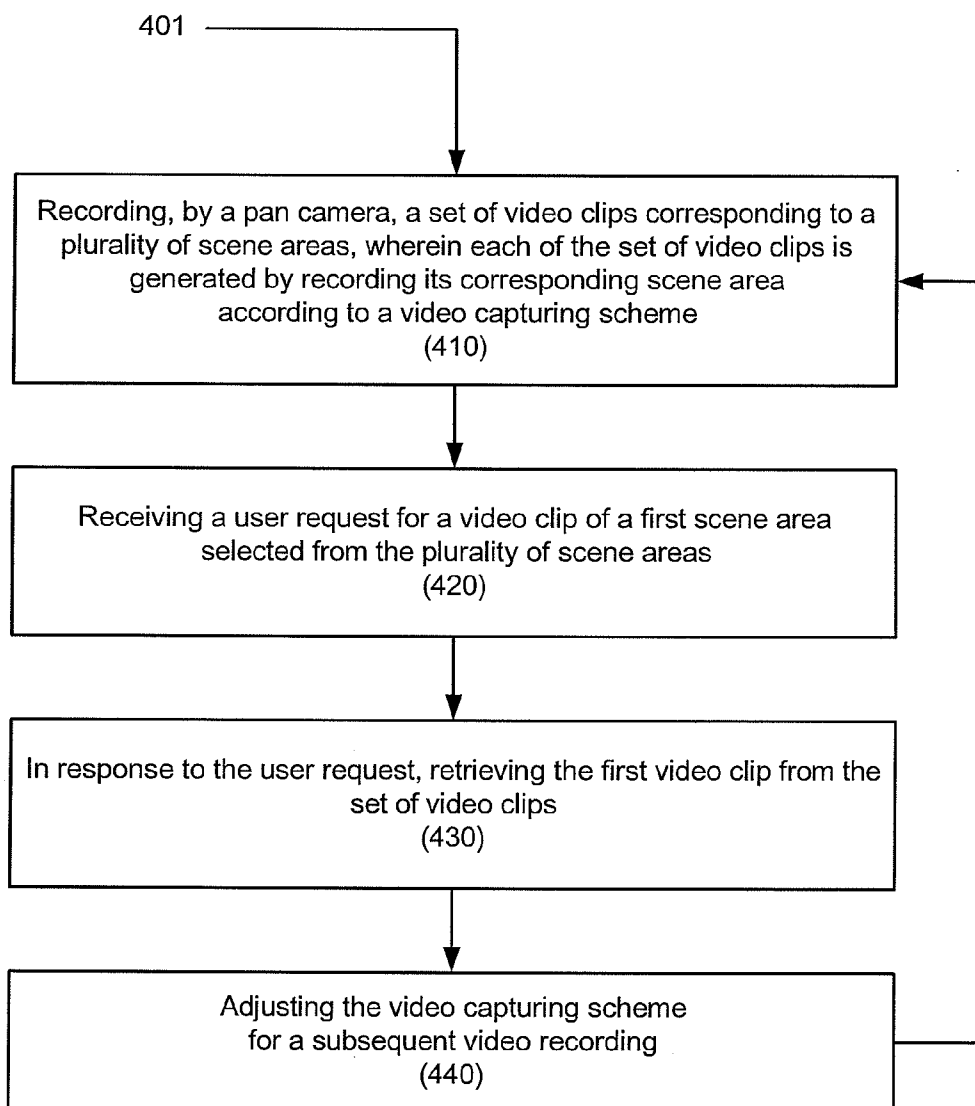 401
Recording, by a pan camera, a set of video clips corresponding to a
plurality of scene areas, wherein each of the set of video clips is
generated by recording its corresponding scene area
according to a video capturing scheme
(410)
Receiving a user request for a video clip of a first scene area
selected from the plurality of scene areas
(420)
In response to the user request, retrieving the first video clip from the
set of video clips
(430)
Adjusting the video capturing scheme
for a subsequent video recording
(440)